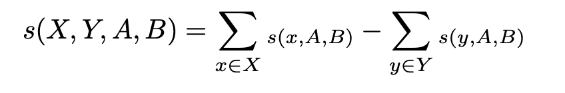 s(X, Y, A, B) = ∑_{x∈X} s(x,A,B) − ∑_{y∈Y} s(y,A,B)